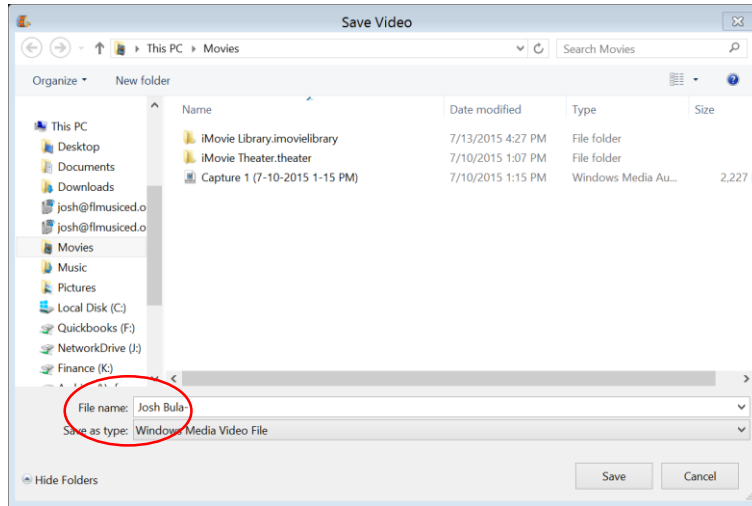 Save Video
This PC Movies Search Movies
Organize New folder
Name Date modified Type Size
This PC
Desktop
Documents
Downloads
josh@flmusiced.o
josh@flmusiced.o
Movies
Music
Pictures
Local Disk (C:)
Quickbooks (F:)
NetworkDrive (J:)
Finance (K:)
iMovie Library.imovielibrary 7/13/2015 4:27 PM File folder
iMovie Theater.theater 7/10/2015 1:07 PM File folder
Capture 1 (7-10-2015 1-15 PM) 7/10/2015 1:15 PM Windows Media Au... 2,227
File name: Josh Bula-
Save as type: Windows Media Video File
Hide Folders Save Cancel